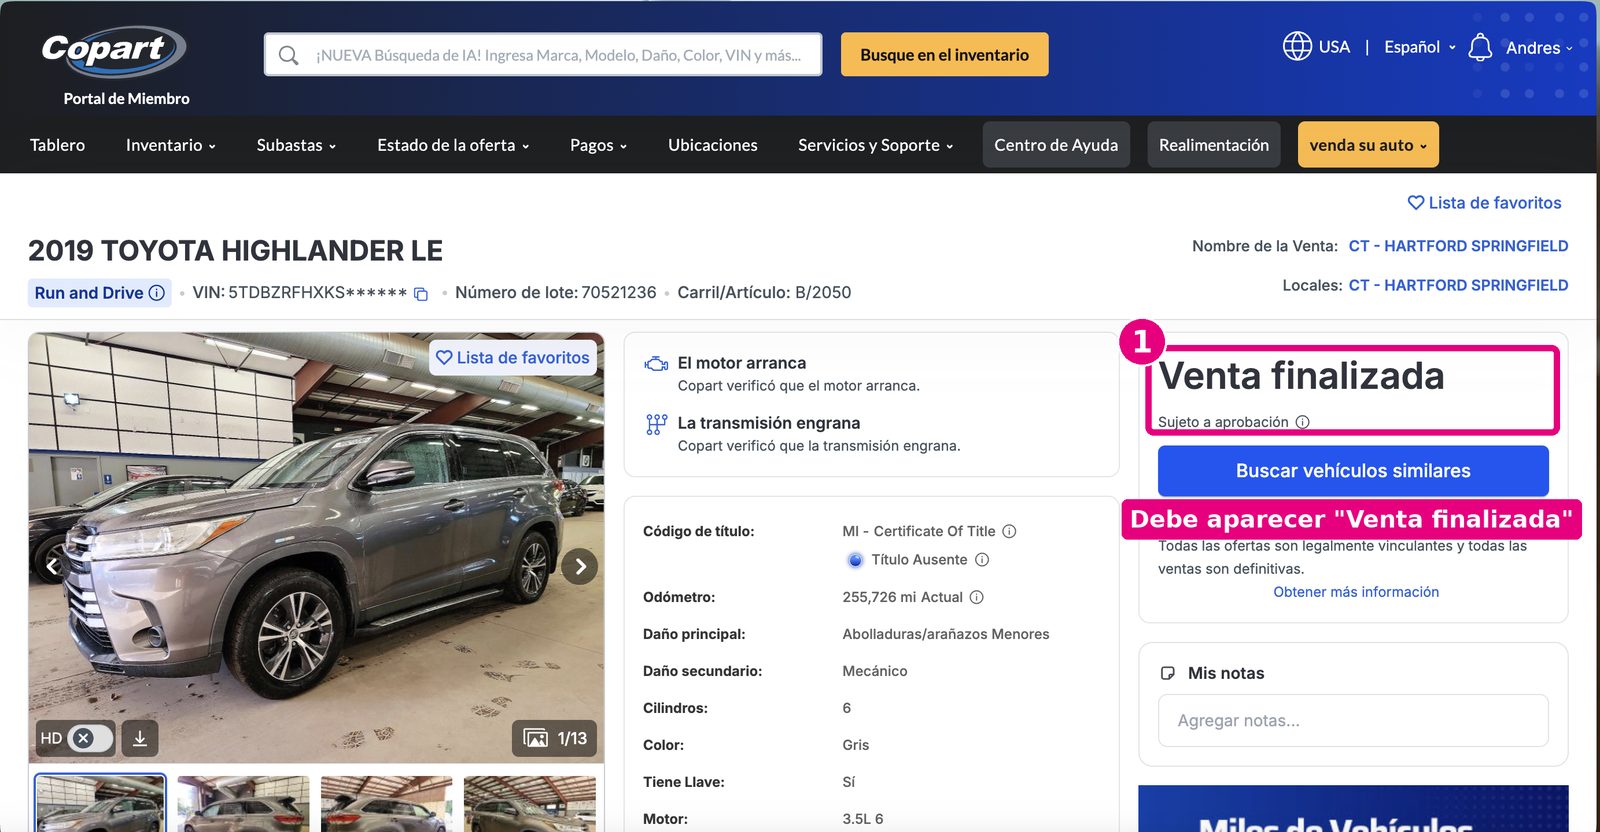 Copart
Portal de Miembro
¡NUEVA Búsqueda de IA! Ingresa Marca, Modelo, Daño, Color, VIN y más...
Busque en el inventario
USA | Español
Andres
Tablero
Inventario
Subastas
Estado de la oferta
Pagos
Ubicaciones
Servicios y Soporte
Centro de Ayuda
Realimentación
venda su auto
Lista de favoritos
2019 TOYOTA HIGHLANDER LE
Nombre de la Venta: CT - HARTFORD SPRINGFIELD
Locales: CT - HARTFORD SPRINGFIELD
Run and Drive • VIN: 5TDBZRFHXKS****** • Número de lote: 70521236 • Carril/Artículo: B/2050
Lista de favoritos
HD
1/13
El motor arranca
Copart verificó que el motor arranca.
La transmisión engrana
Copart verificó que la transmisión engrana.
Código de título: MI - Certificate Of Title
Título Ausente
Odómetro: 255,726 mi Actual
Daño principal: Abolladuras/arañazos Menores
Daño secundario: Mecánico
Cilindros: 6
Color: Gris
Tiene Llave: Sí
Motor: 3.5L 6
1
Venta finalizada
Sujeto a aprobación
Buscar vehículos similares
Debe aparecer "Venta finalizada"
Todas las ofertas son legalmente vinculantes y todas las
ventas son definitivas.
Obtener más información
Mis notas
Agregar notas...
Miles de Vehículos